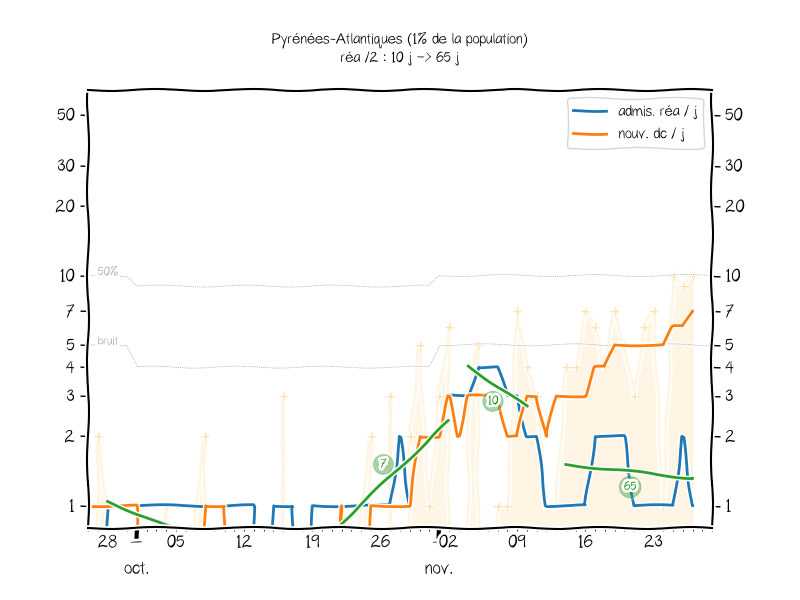 Pyrénées-Atlantiques (1% de la population)
réa /2 : 10 j -> 65 j
admis. réa / j
nouv. dc / j
50 50
30 30
20 20
10 50% 10
7 7
5 bruit 5
4 4
3 10 3
2 7 2
65
1 1
28 05 12 19 26 02 09 16 23
oct. nov.